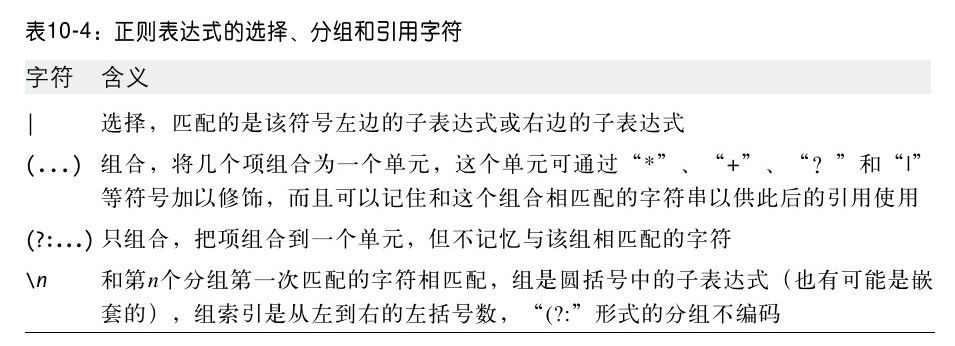 表10-4：正则表达式的选择、分组和引用字符
字符 含义
| 选择，匹配的是该符号左边的子表达式或右边的子表达式
(...) 组合，将几个项组合为一个单元，这个单元可通过“*”、“+”、“？”和“|”
等符号加以修饰，而且可以记住和这个组合相匹配的字符串以供此后的引用使用
(?:...) 只组合，把项组合到一个单元，但不记忆与该组相匹配的字符
\n 和第n个分组第一次匹配的字符相匹配，组是圆括号中的子表达式（也有可能是嵌
套的），组索引是从左到右的左括号数，“(?:”形式的分组不编码